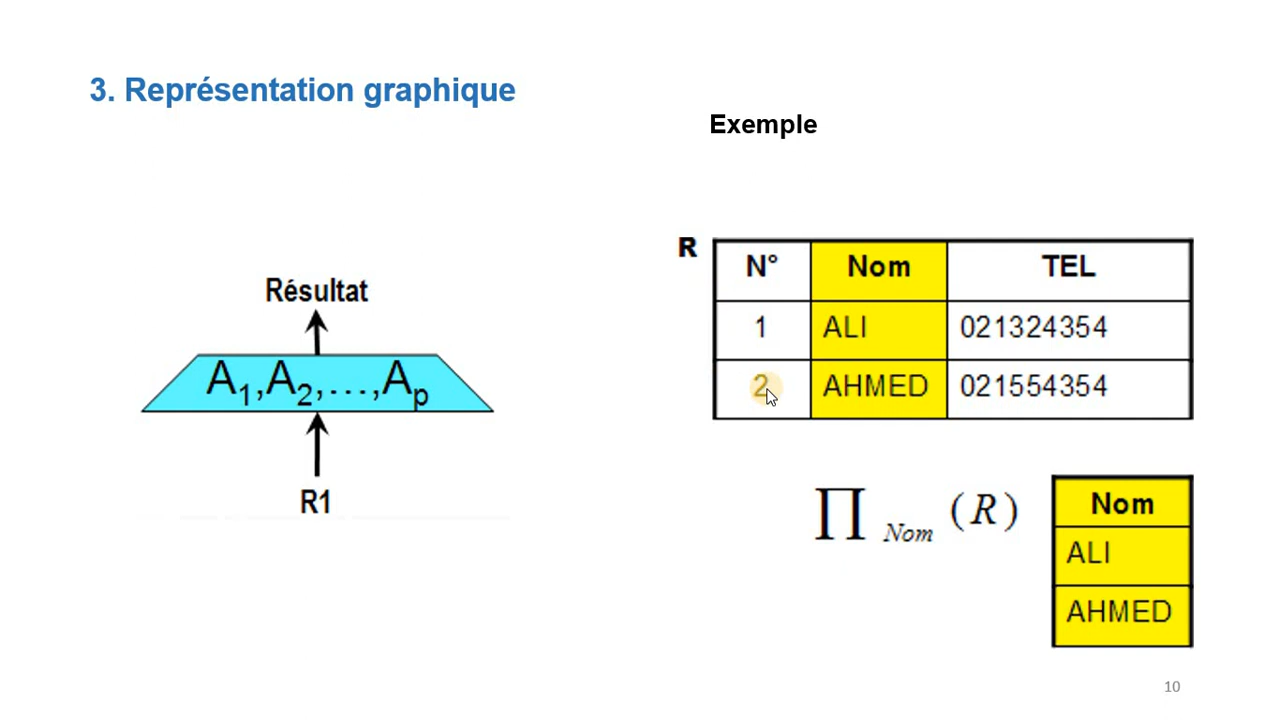 3. Représentation graphique
Exemple
Résultat
A1,A2,...,Ap
R1
R
N° Nom TEL
1 ALI 021324354
2 AHMED 021554354
∏ Nom (R)
Nom
ALI
AHMED
10